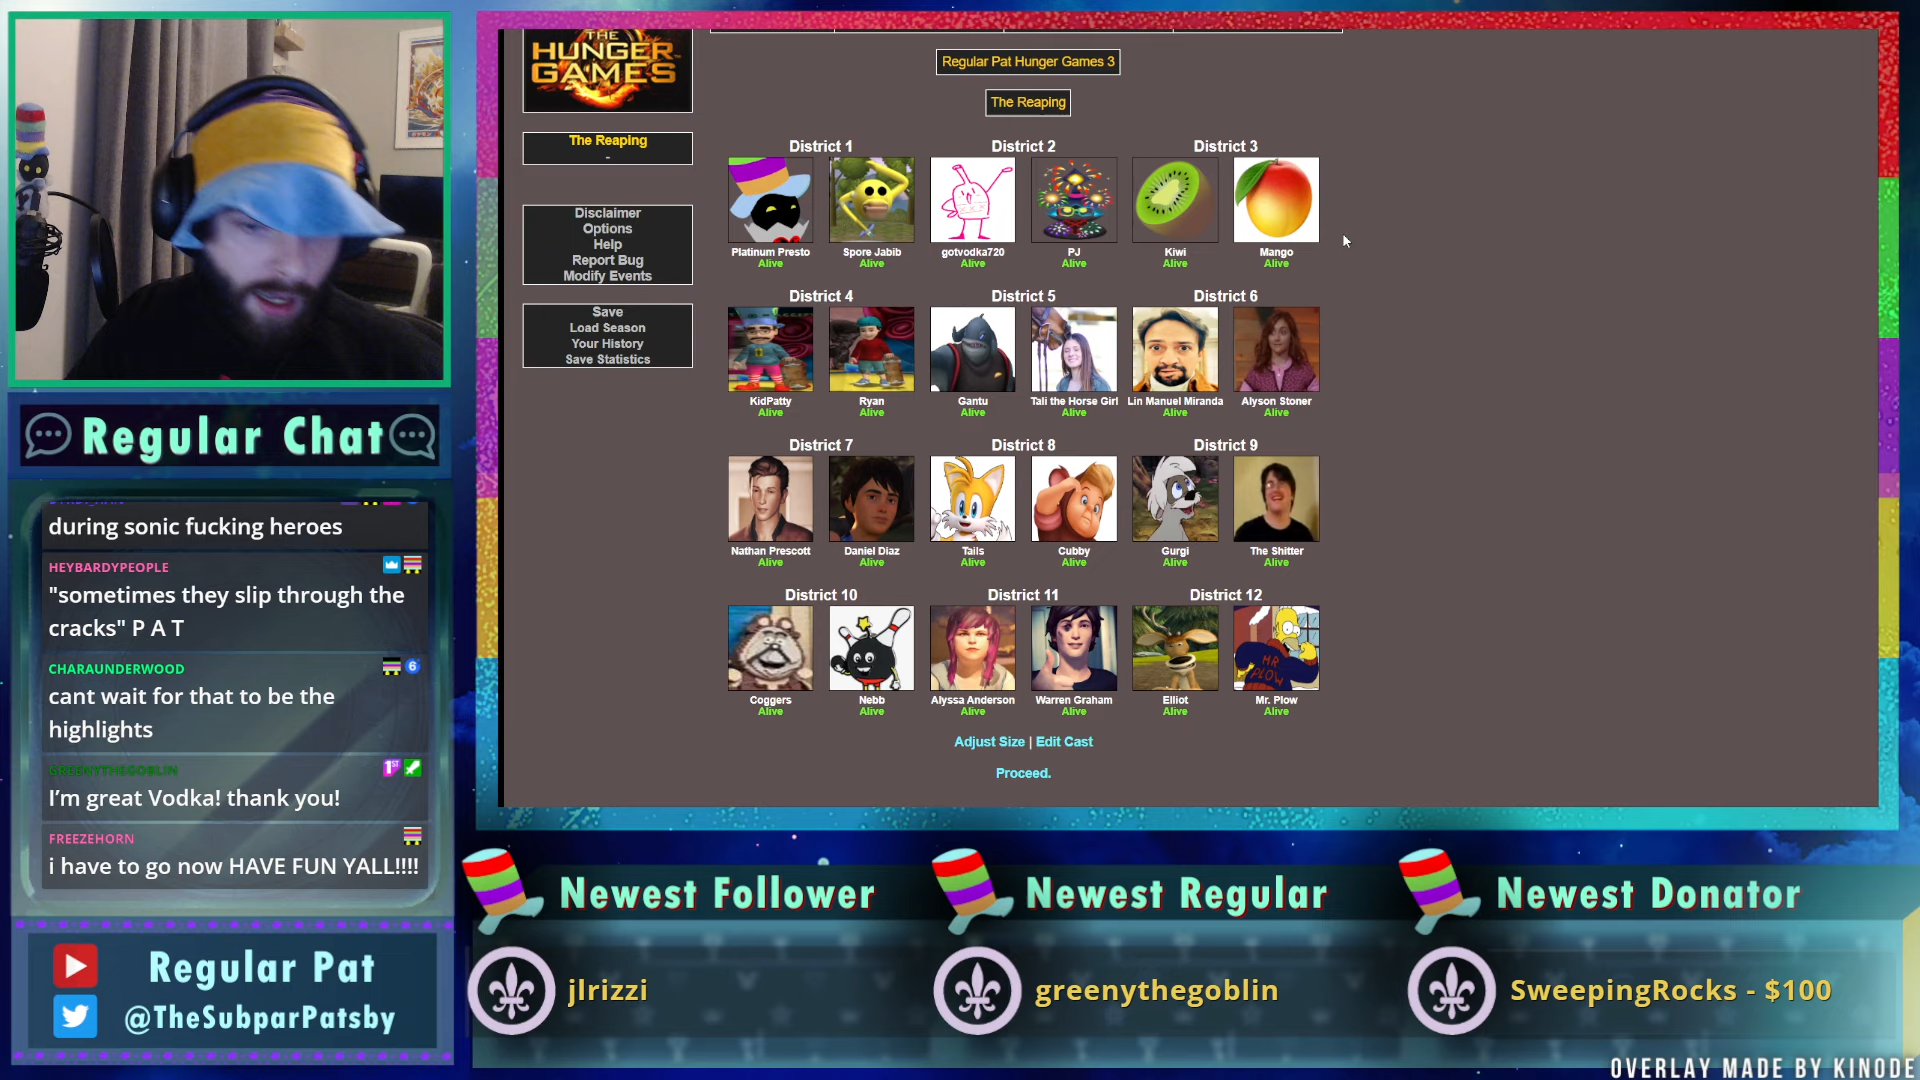 THE
HUNGER
GAMES
Regular Pat Hunger Games 3
The Reaping
The Reaping
-
Disclaimer
Options
Help
Report Bug
Modify Events
Save
Load Season
Your History
Save Statistics
District 1
District 2
District 3
Platinum Presto
Spore Jabib
gotvodka720
PJ
Kiwi
Mango
Alive
Alive
Alive
Alive
Alive
Alive
District 4
District 5
District 6
KidPatty
Ryan
Gantu
Tali the Horse Girl
Lin Manuel Miranda
Alyson Stoner
Alive
Alive
Alive
Alive
Alive
Alive
District 7
District 8
District 9
Nathan Prescott
Daniel Diaz
Tails
Cubby
Gurgi
The Shitter
Alive
Alive
Alive
Alive
Alive
Alive
District 10
District 11
District 12
MR
PLOW
Coggers
Nebb
Alyssa Anderson
Warren Graham
Elliot
Mr. Plow
Alive
Alive
Alive
Alive
Alive
Alive
Adjust Size | Edit Cast
Proceed.
Regular Chat
during sonic fucking heroes
HEYBARDYPEOPLE
"sometimes they slip through the
cracks" P A T
CHARAUNDERWOOD
6
cant wait for that to be the
highlights
GREENYTHEGOBLIN
1ST
I'm great Vodka! thank you!
FREEZEHORN
i have to go now HAVE FUN YALL!!!!
Regular Pat
@TheSubparPatsby
Newest Follower
jlrizzi
Newest Regular
greenythegoblin
Newest Donator
SweepingRocks - $100
OVERLAY MADE BY KINODE